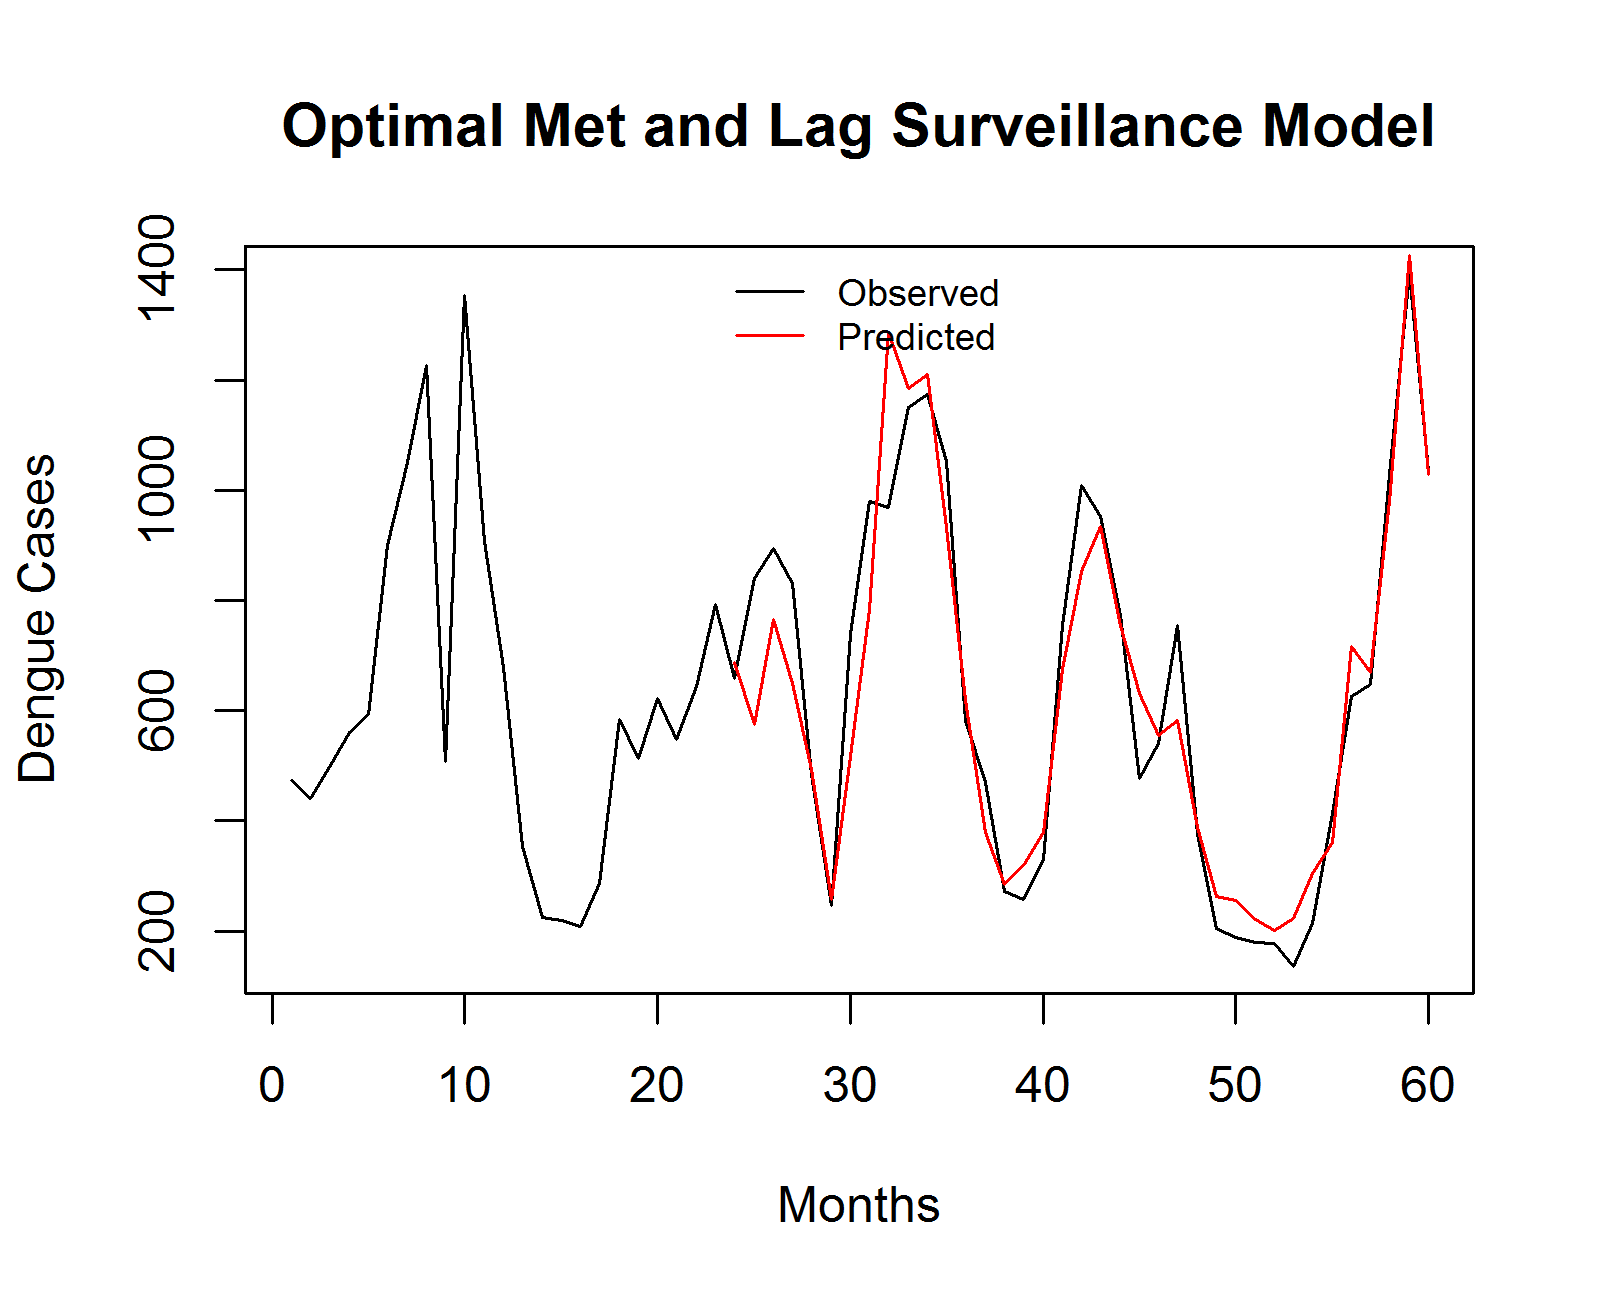 Optimal Met and Lag Surveillance Model
Observed
Predicted
1400
1000
600
200
Dengue Cases
0 10 20 30 40 50 60
Months